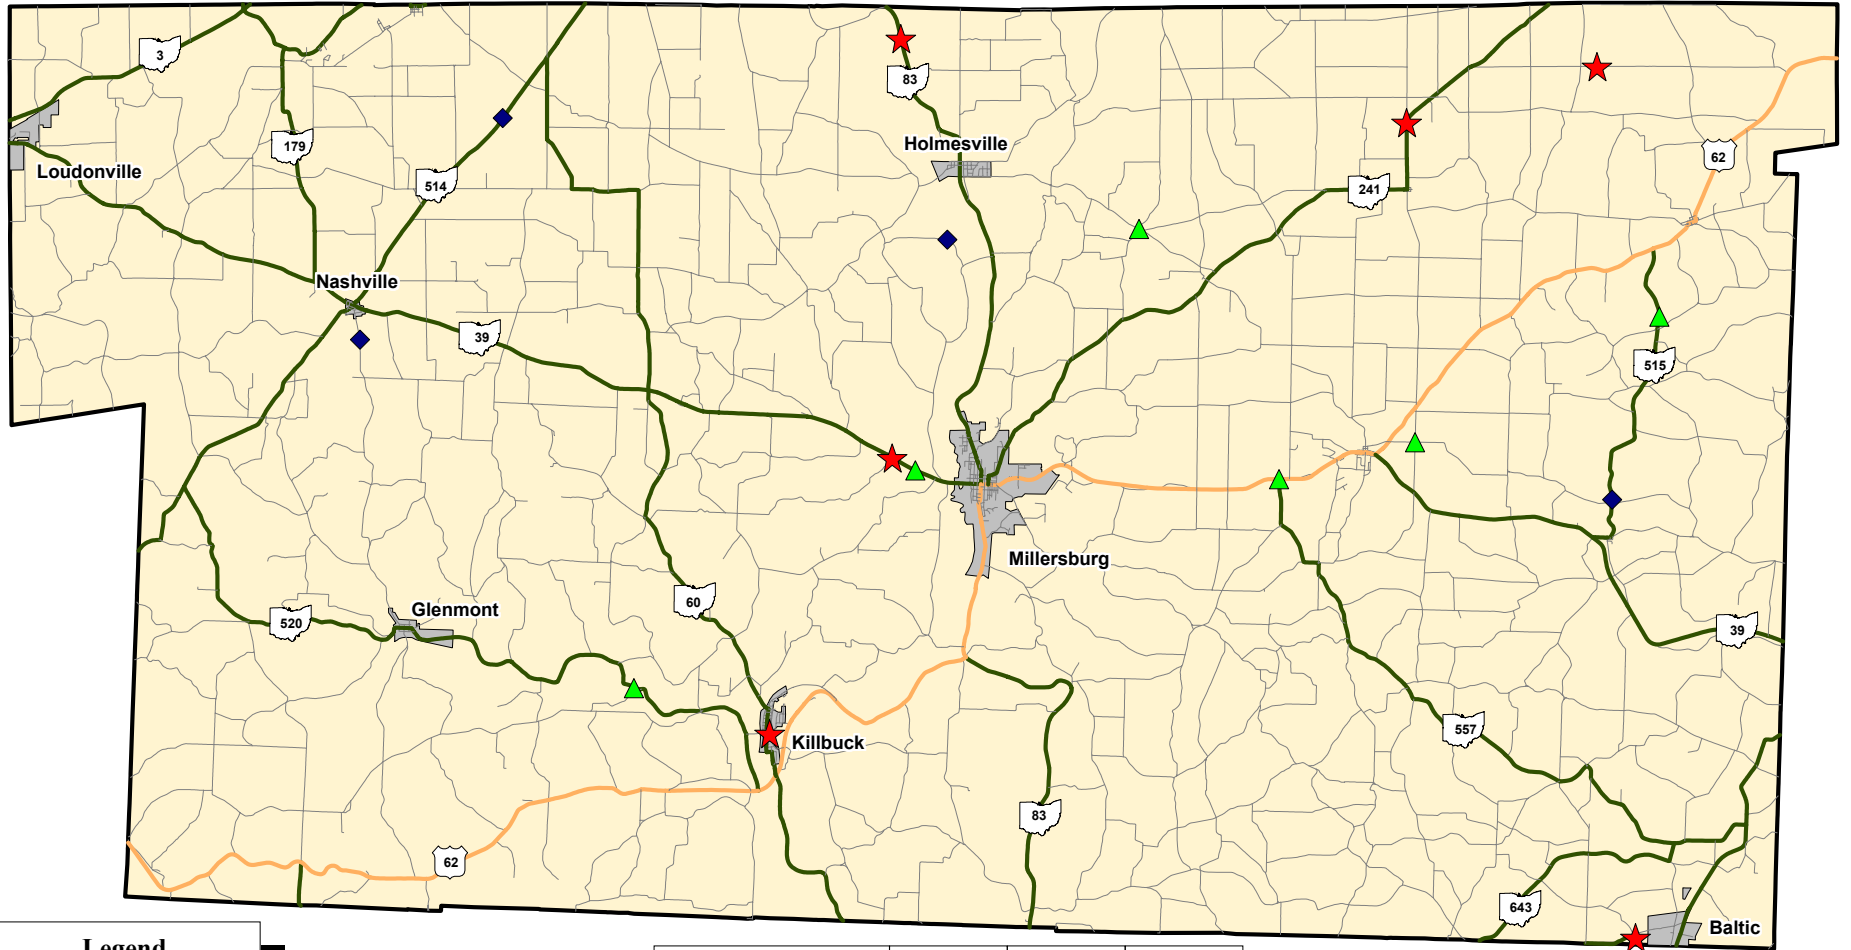 3
83
Holmesville
179
62
Loudonville
514
241
Nashville
39
515
Millersburg
60
Glenmont
520
39
557
Killbuck
83
62
643
Baltic
Legend